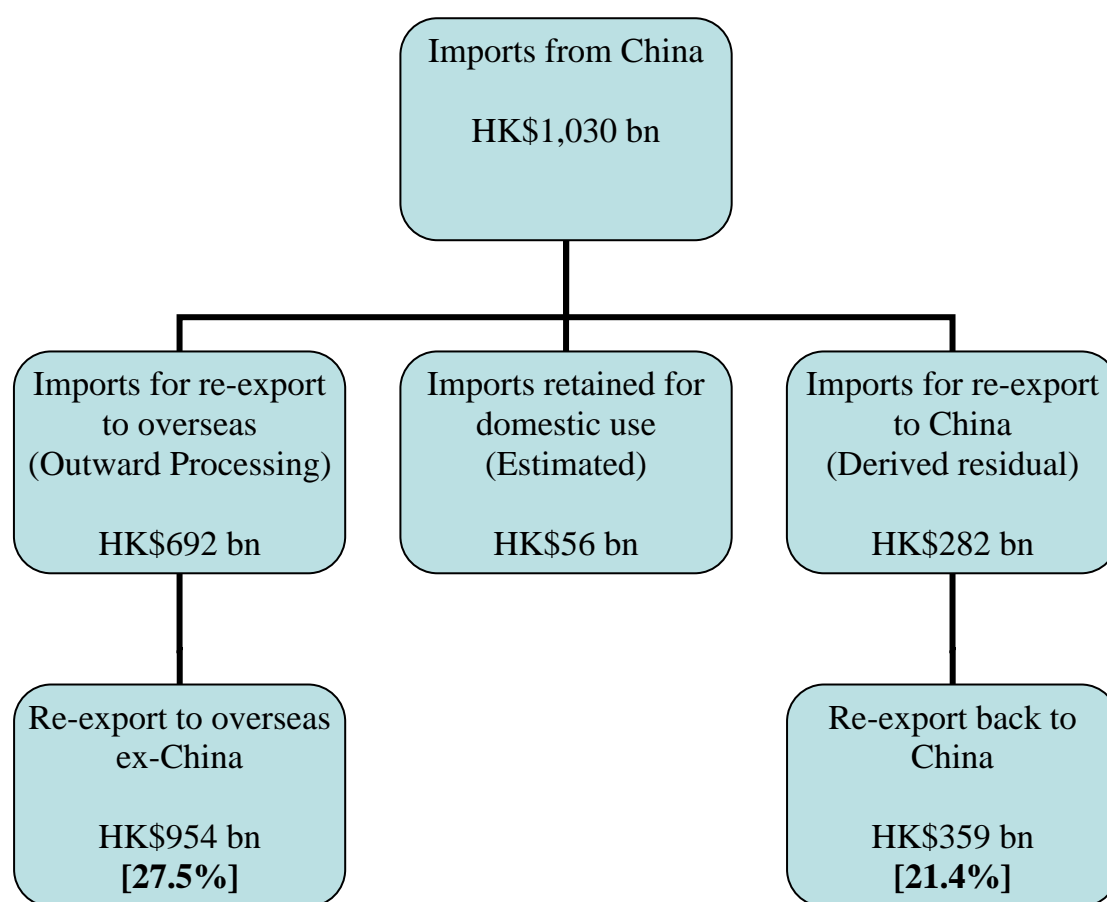 Imports from China
HK$1,030 bn
Imports for re-export
to overseas
(Outward Processing)
HK$692 bn
Imports retained for
domestic use
(Estimated)
HK$56 bn
Imports for re-export
to China
(Derived residual)
HK$282 bn
Re-export to overseas
ex-China
HK$954 bn
[27.5%]
Re-export back to
China
HK$359 bn
[21.4%]